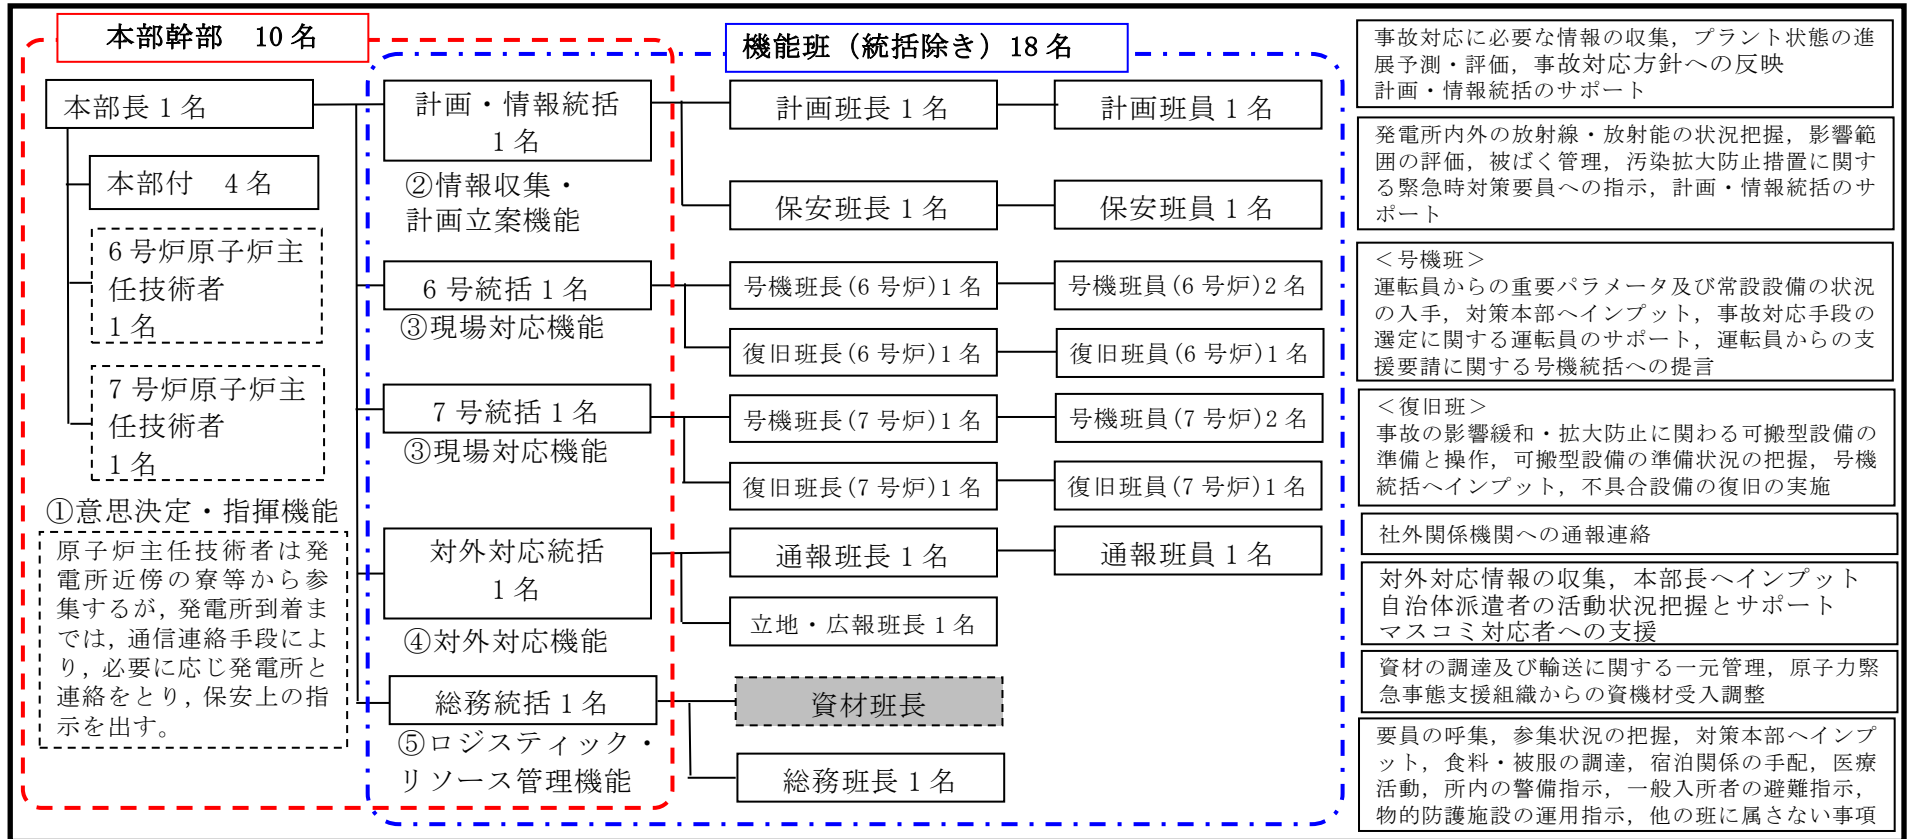 本部幹部　10名
機能班（統括除き）18名
本部長1名
本部付　4名
6号炉原子炉主
任技術者
1名
7号炉原子炉主
任技術者
1名
①意思決定・指揮機能
原子炉主任技術者は発
電所近傍の寮等から参
集するが，発電所到着ま
では，通信連絡手段によ
り，必要に応じ発電所と
連絡をとり，保安上の指
示を出す。
計画・情報統括
1名
②情報収集・
計画立案機能
6号統括1名
③現場対応機能
7号統括1名
③現場対応機能
対外対応統括
1名
④対外対応機能
総務統括1名
⑤ロジスティック・
リソース管理機能
計画班長1名
計画班員1名
保安班長1名
保安班員1名
号機班長(6号炉)1名
号機班員(6号炉)2名
復旧班長(6号炉)1名
復旧班員(6号炉)1名
号機班長(7号炉)1名
号機班員(7号炉)2名
復旧班長(7号炉)1名
復旧班員(7号炉)1名
通報班長1名
通報班員1名
立地・広報班長1名
資材班長
総務班長1名
事故対応に必要な情報の収集，プラント状態の進
展予測・評価，事故対応方針への反映
計画・情報統括のサポート
発電所内外の放射線・放射能の状況把握，影響範
囲の評価，被ばく管理，汚染拡大防止措置に関す
る緊急時対策要員への指示，計画・情報統括のサ
ポート
＜号機班＞
運転員からの重要パラメータ及び常設設備の状況
の入手，対策本部へインプット，事故対応手段の
選定に関する運転員のサポート，運転員からの支
援要請に関する号機統括への提言
＜復旧班＞
事故の影響緩和・拡大防止に関わる可搬型設備の
準備と操作，可搬型設備の準備状況の把握，号機
統括へインプット，不具合設備の復旧の実施
社外関係機関への通報連絡
対外対応情報の収集，本部長へインプット
自治体派遣者の活動状況把握とサポート
マスコミ対応者への支援
資材の調達及び輸送に関する一元管理，原子力緊
急事態支援組織からの資機材受入調整
要員の呼集，参集状況の把握，対策本部へインプ
ット，食料・被服の調達，宿泊関係の手配，医療
活動，所内の警備指示，一般入所者の避難指示，
物的防護施設の運用指示，他の班に属さない事項